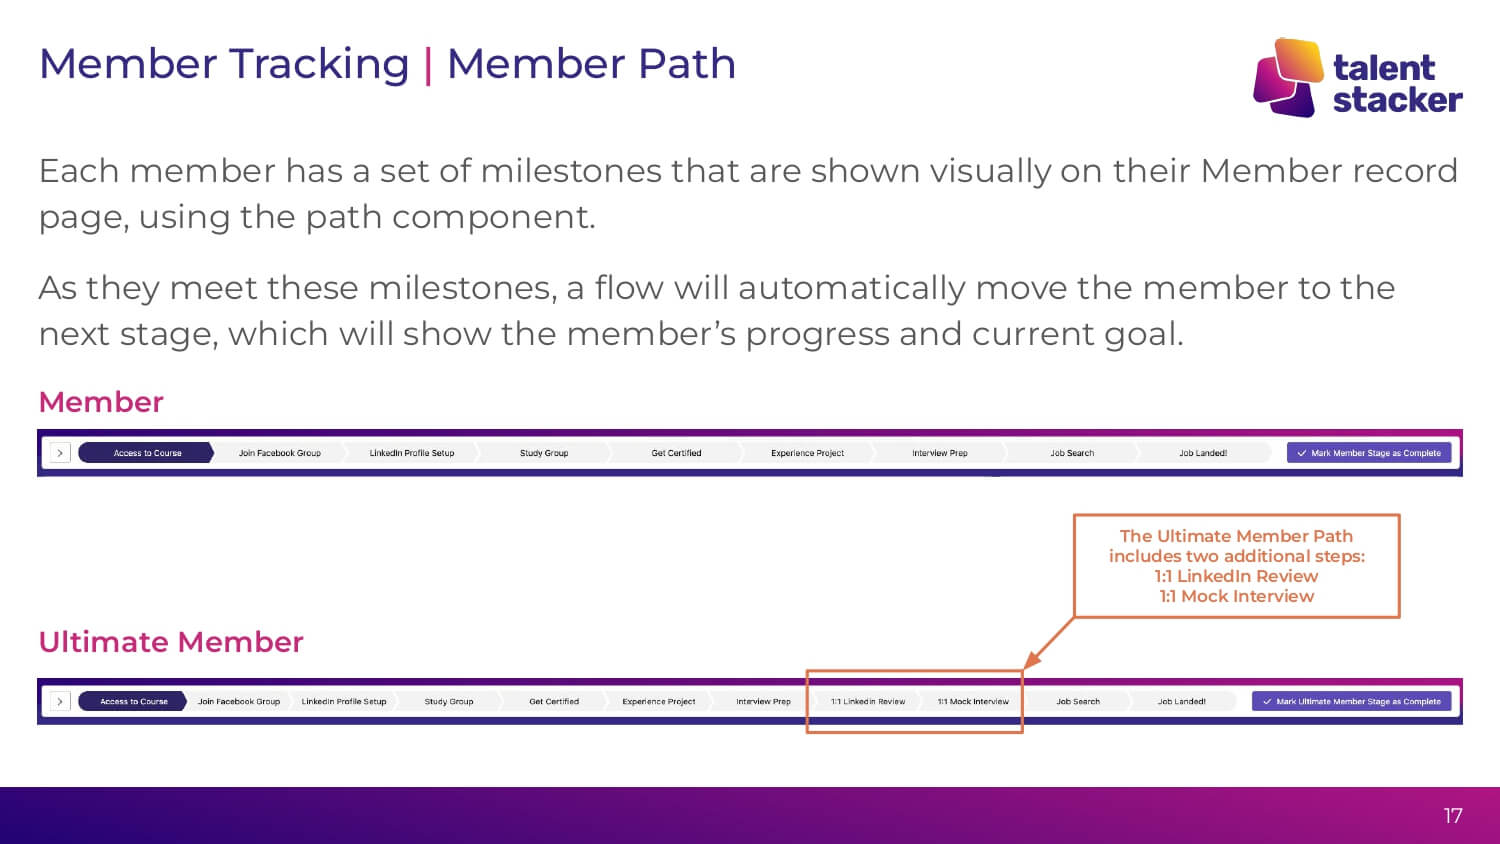 Member Tracking | Member Path
talent
stacker
Each member has a set of milestones that are shown visually on their Member record
page, using the path component.
As they meet these milestones, a flow will automatically move the member to the
next stage, which will show the member’s progress and current goal.
Member
Access to Course Join Facebook Group LinkedIn Profile Setup Study Group Get Certified Experience Project Interview Prep Job Search Job Landed! Mark Member Stage as Complete
The Ultimate Member Path
includes two additional steps:
1:1 LinkedIn Review
1:1 Mock Interview
Ultimate Member
Access to Course Join Facebook Group LinkedIn Profile Setup Study Group Get Certified Experience Project Interview Prep 1:1 Linkedin Review 1:1 Mock Interview Job Search Job Landed! Mark Ultimate Member Stage as Complete
17